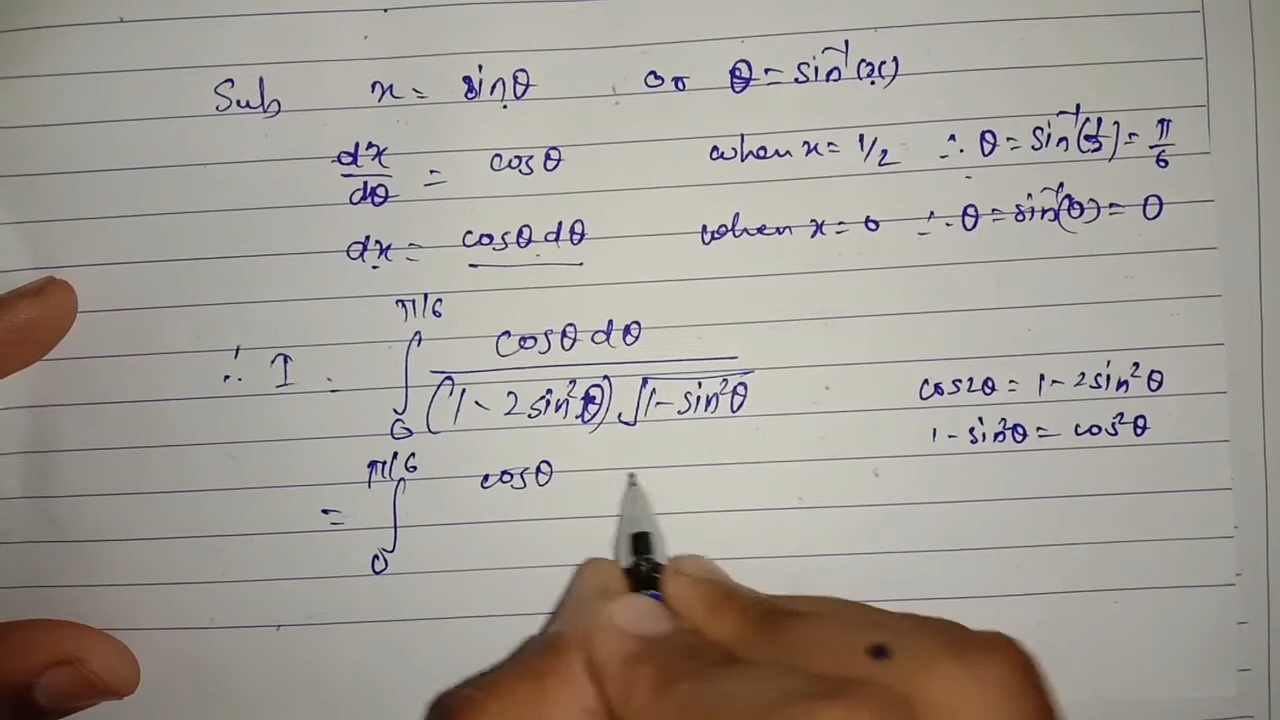 Sub x = sinθ or θ = sin⁻¹(x)
dx/dθ = cosθ when x = 1/2 ∴ θ = sin⁻¹(1/2) = π/6
dx = cosθ dθ when x = 0 ∴ θ = sin⁻¹(0) = 0
∴ I = ∫₀^(π/6) cosθ dθ / (1 - 2sin²θ) √(1 - sin²θ)
cos2θ = 1 - 2sin²θ
1 - sin²θ = cos²θ
= ∫₀^(π/6) cosθ